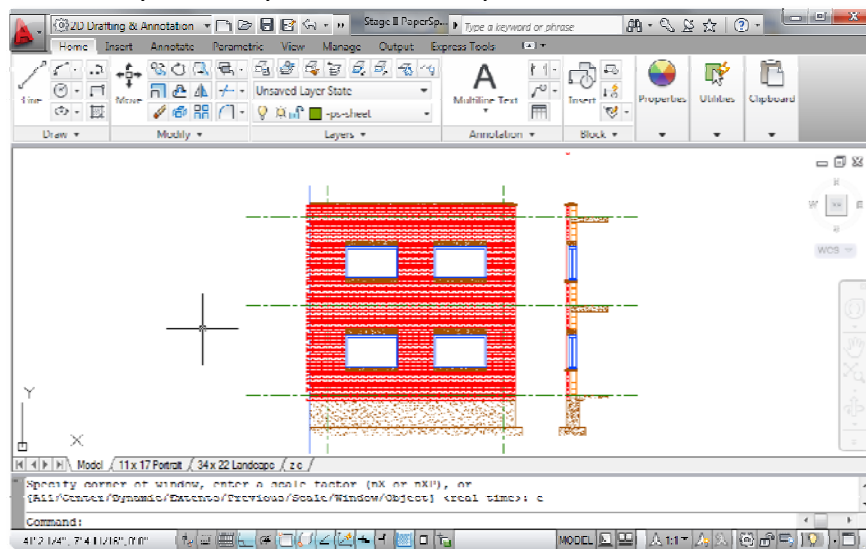 2D Drafting & Annotation
Stage II PaperSp...
Type a keyword or phrase
Home Insert Annotate Parametric View Manage Output Express Tools
Line
Move
Unsaved Layer State
-ps-sheet
Multiline Text
Insert
Properties
Utilities
Clipboard
Draw
Modify
Layers
Annotation
Block
W
WCS
Y
X
Model 11 x 17 Portrait 34 x 22 Landscape
Specify corner of window, enter a scale factor (nX or nXP), or
[All/Center/Dynamic/Extents/Previous/Scale/Window/Object] <real time>: e
Command:
MODEL
1:1